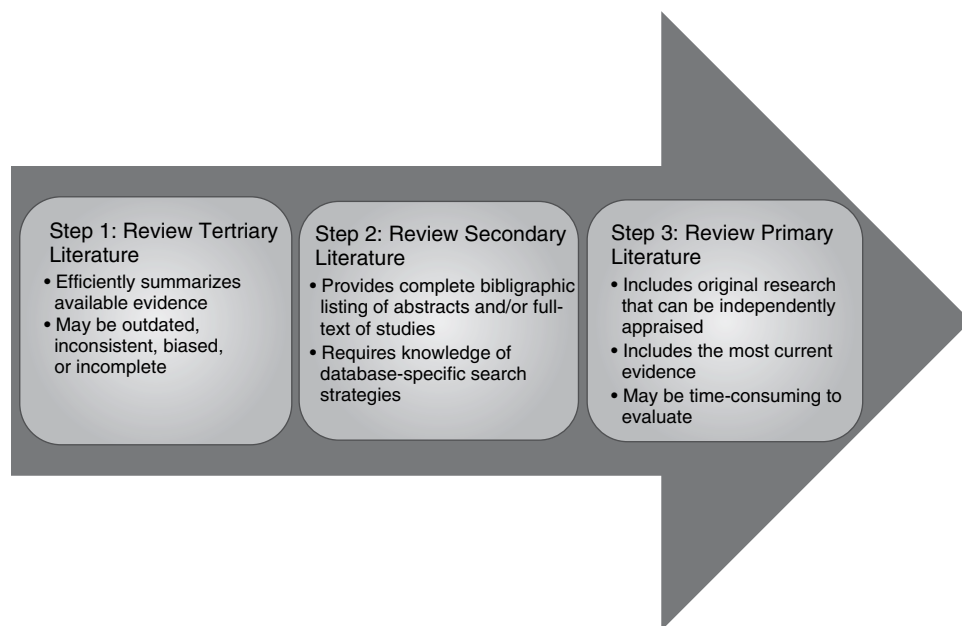 Step 1: Review Tertriary
Literature
• Efficiently summarizes
available evidence
• May be outdated,
inconsistent, biased,
or incomplete
Step 2: Review Secondary
Literature
• Provides complete bibligraphic
listing of abstracts and/or full-
text of studies
• Requires knowledge of
database-specific search
strategies
Step 3: Review Primary
Literature
• Includes original research
that can be independently
appraised
• Includes the most current
evidence
• May be time-consuming to
evaluate